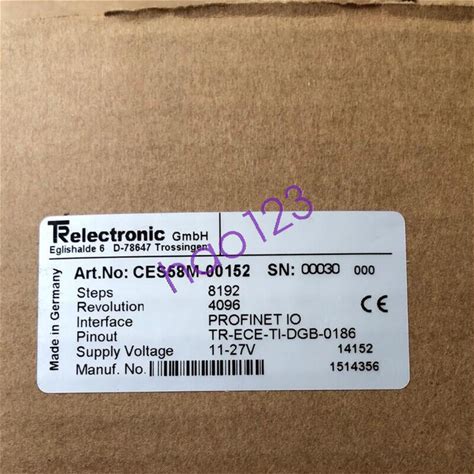 TRelectronic GmbH
Eglishalde 6 D-78647 Trossingen
Art.No: CES58M-00152 SN: 00030 000
Steps 8192
Revolution 4096
Interface PROFINET IO
Pinout TR-ECE-TI-DGB-0186
Supply Voltage 11-27V 14152
Manuf. No. 1514356
Made in Germany
CE
hao123